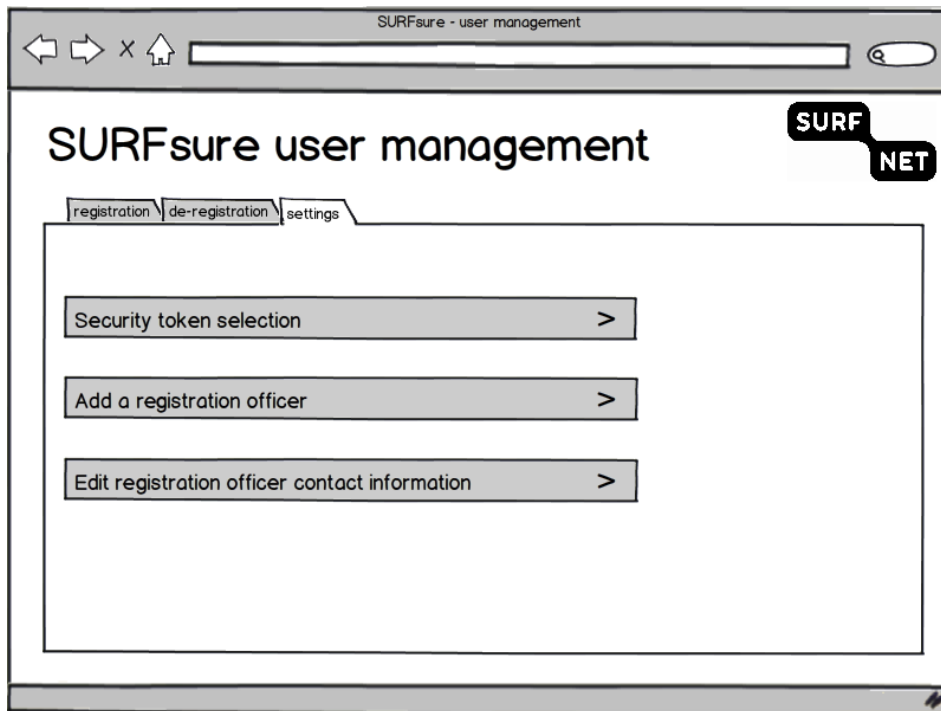 SURFsure - user management
SURFsure user management
SURF
NET
registration de-registration settings
Security token selection >
Add a registration officer >
Edit registration officer contact information >